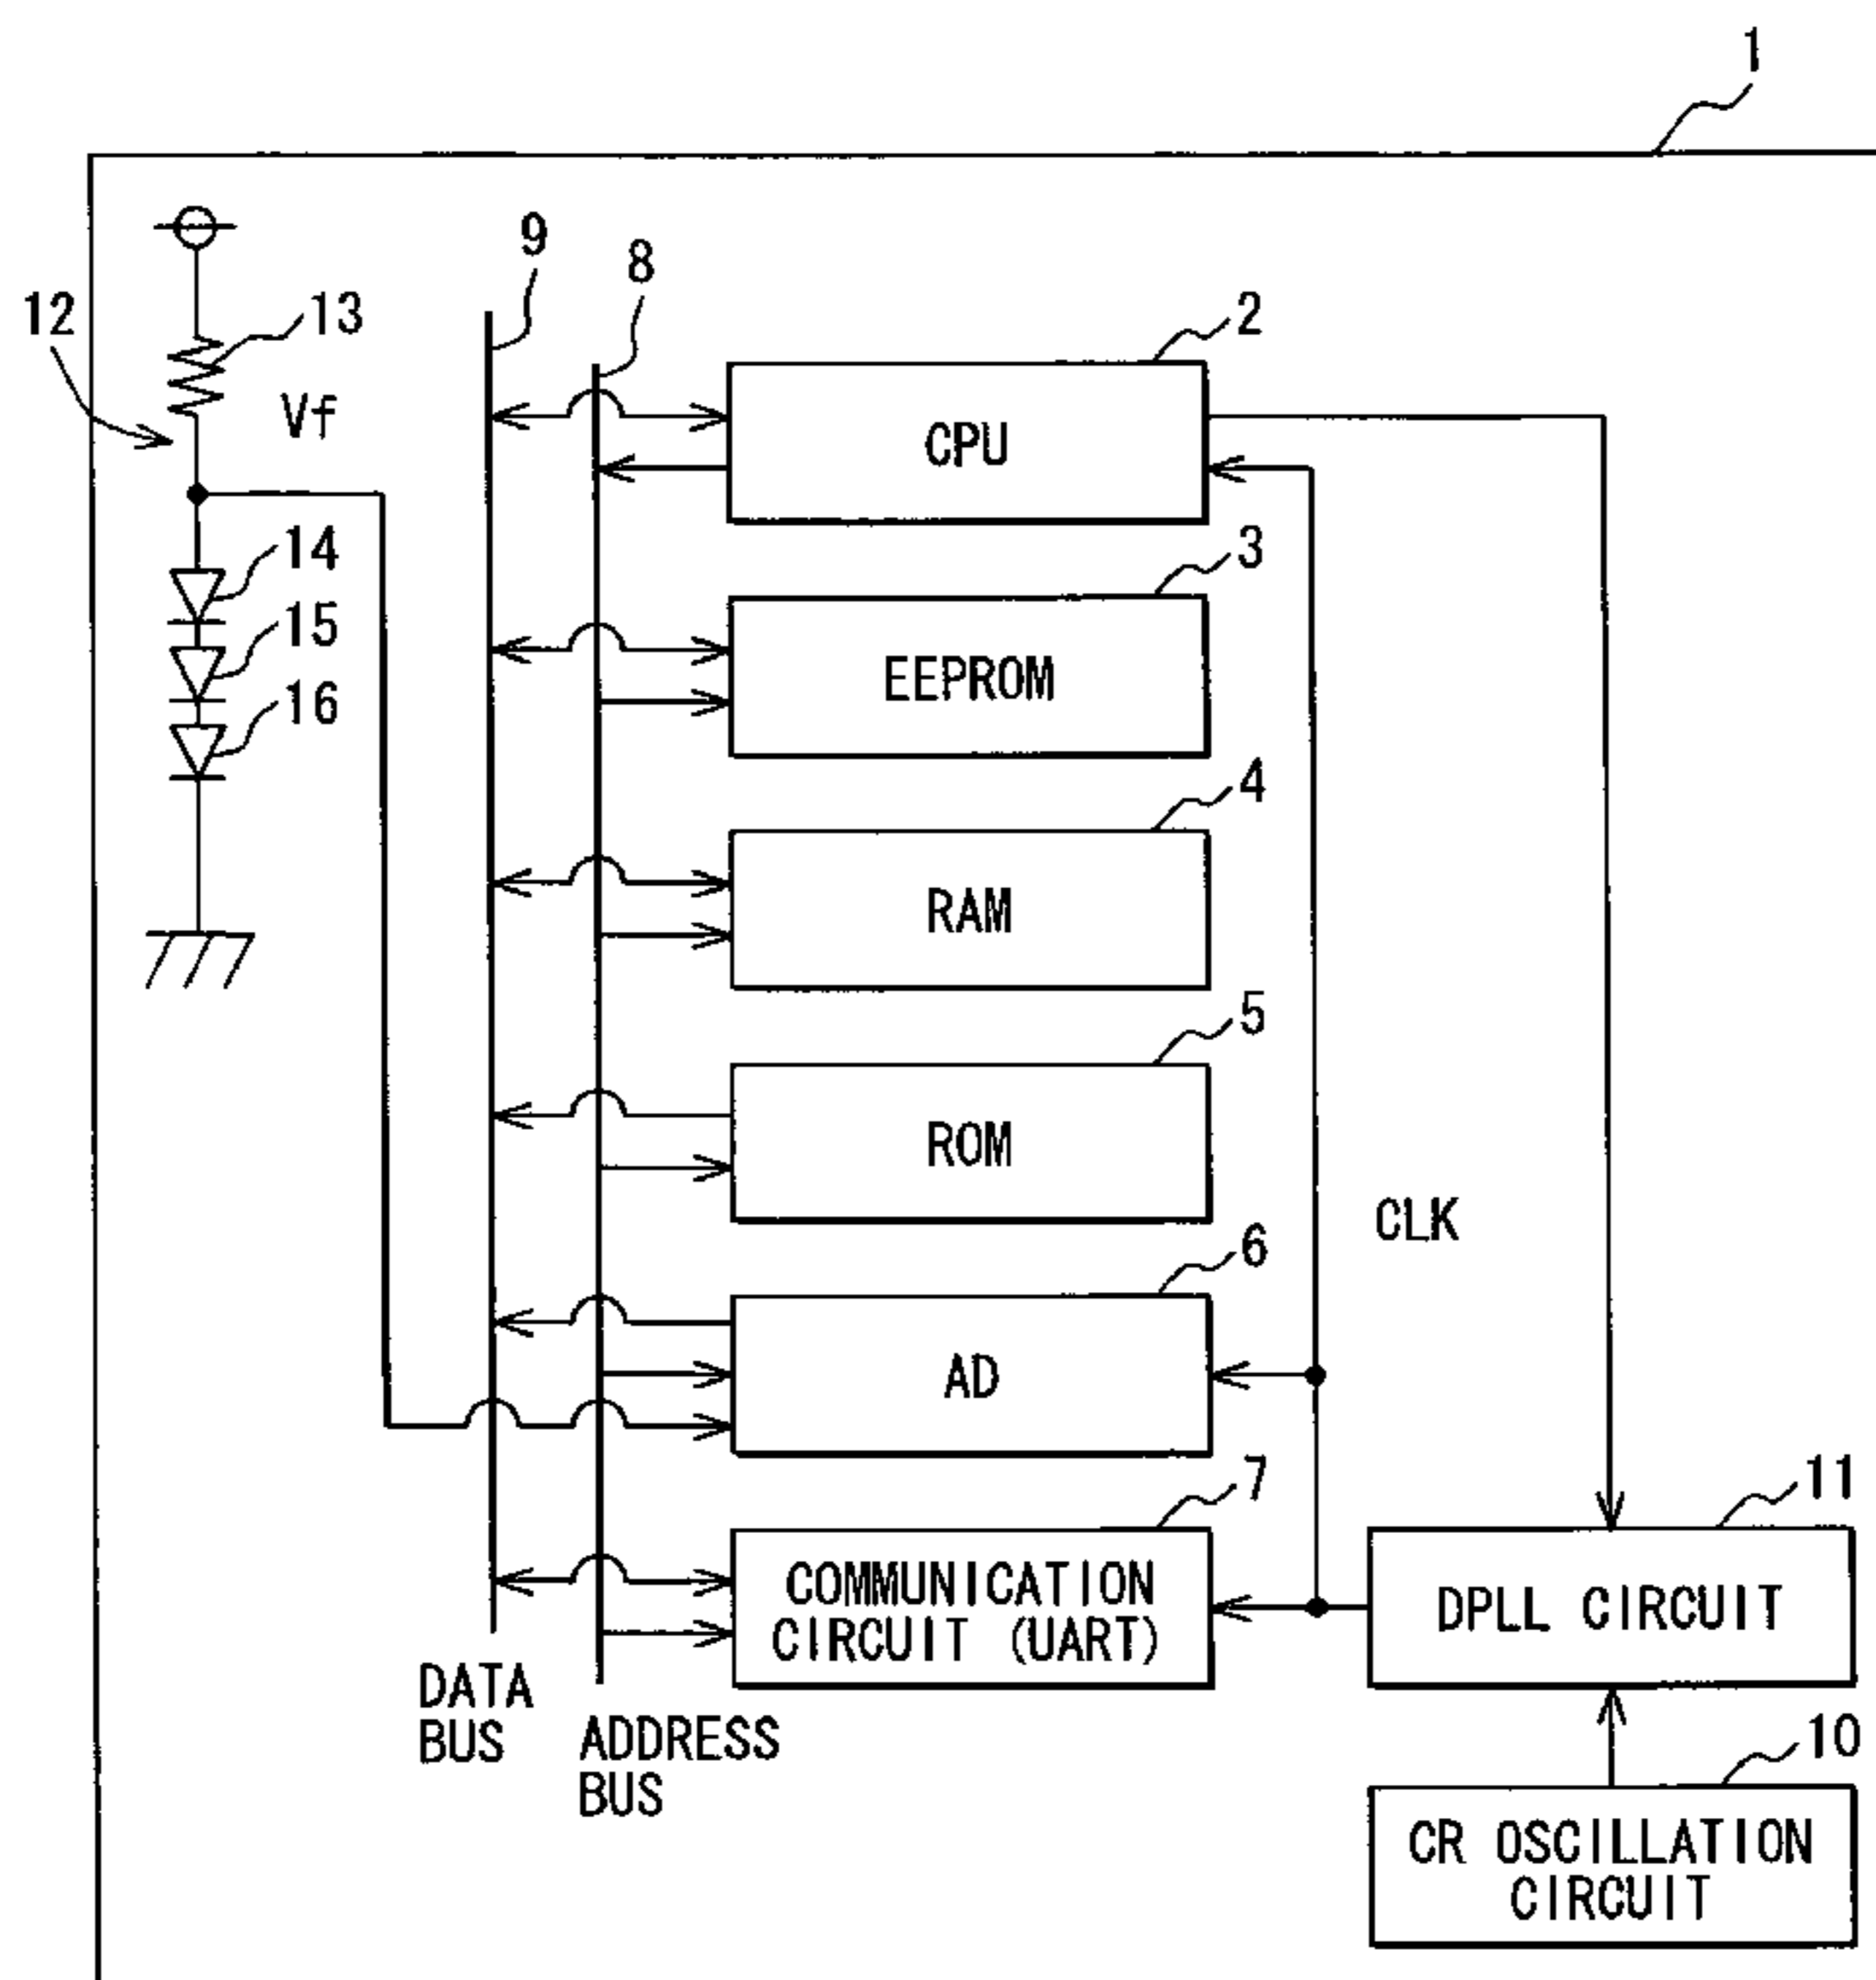 1
9
8
12
13
2
Vf
CPU
14
3
15
EEPROM
16
4
RAM
5
ROM
CLK
6
AD
7
11
COMMUNICATION
CIRCUIT (UART)
DPLL CIRCUIT
DATA
BUS
ADDRESS
BUS
10
CR OSCILLATION
CIRCUIT